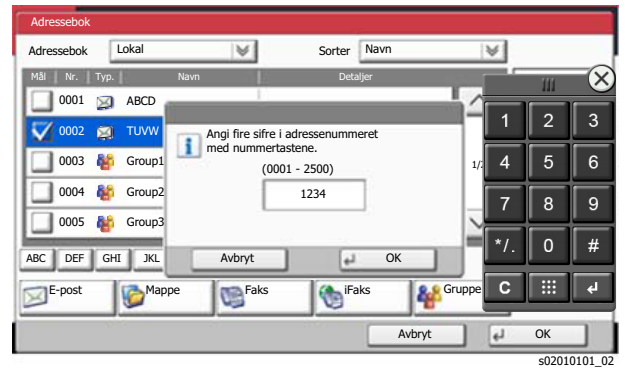 Adressebok
Adressebok Lokal Sorter Navn
Mål Nr. Typ. Navn Detaljer
0001 ABCD
0002 TUVW
0003 Group1
0004 Group2
0005 Group3
1/
Angi fire sifre i adressenummeret
med nummertastene.
(0001 - 2500)
1234
Avbryt OK
ABC DEF GHI JKL
E-post Mappe Faks iFaks Gruppe
Avbryt OK
1 2 3
4 5 6
7 8 9
*/. 0 #
C
s02010101_02